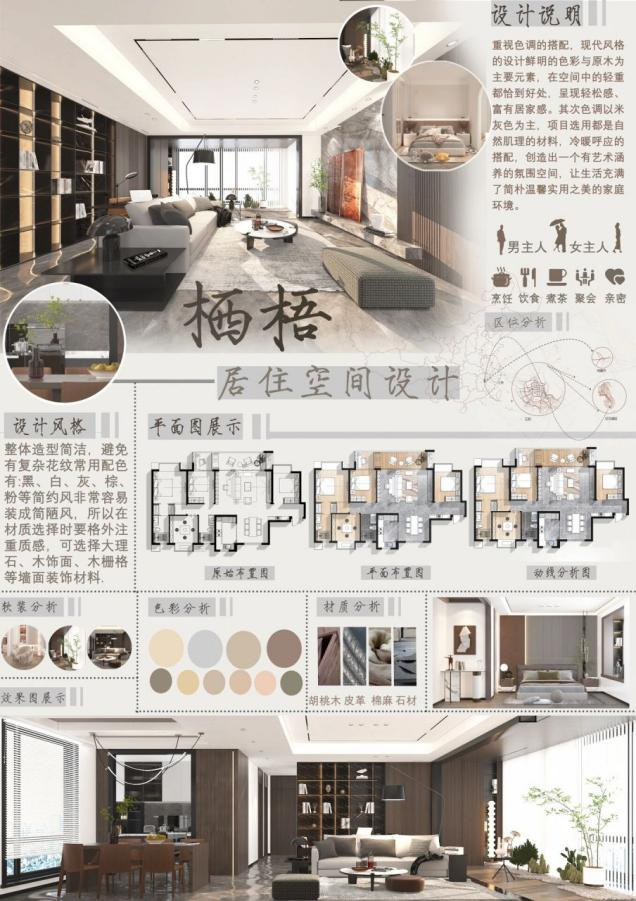 设计说明
重视色调的搭配，现代风格
的设计鲜明的色彩与原木为
主要元素，在空间中的轻重
都恰到好处，呈现轻松感、
富有居家感。其次色调以米
灰色为主，项目选用都是自
然肌理的材料，冷暖呼应的
搭配，创造出一个有艺术涵
养的氛围空间，让生活充满
了简朴温馨实用之美的家庭
环境。
男主人 女主人
烹饪 饮食 煮茶 聚会 亲密
区位分析
栖梧
居住空间设计
设计风格
整体造型简洁，避免
有复杂花纹常用配色
有:黑、白、灰、棕、
粉等简约风非常容易
装成简陋风，所以在
材质选择时要格外注
重质感，可选择大理
石、木饰面、木栅格
等墙面装饰材料.
平面图展示
原始布置图 平面布置图 动线分析图
软装分析
色彩分析
材质分析
胡桃木 皮革 棉麻 石材
效果图展示